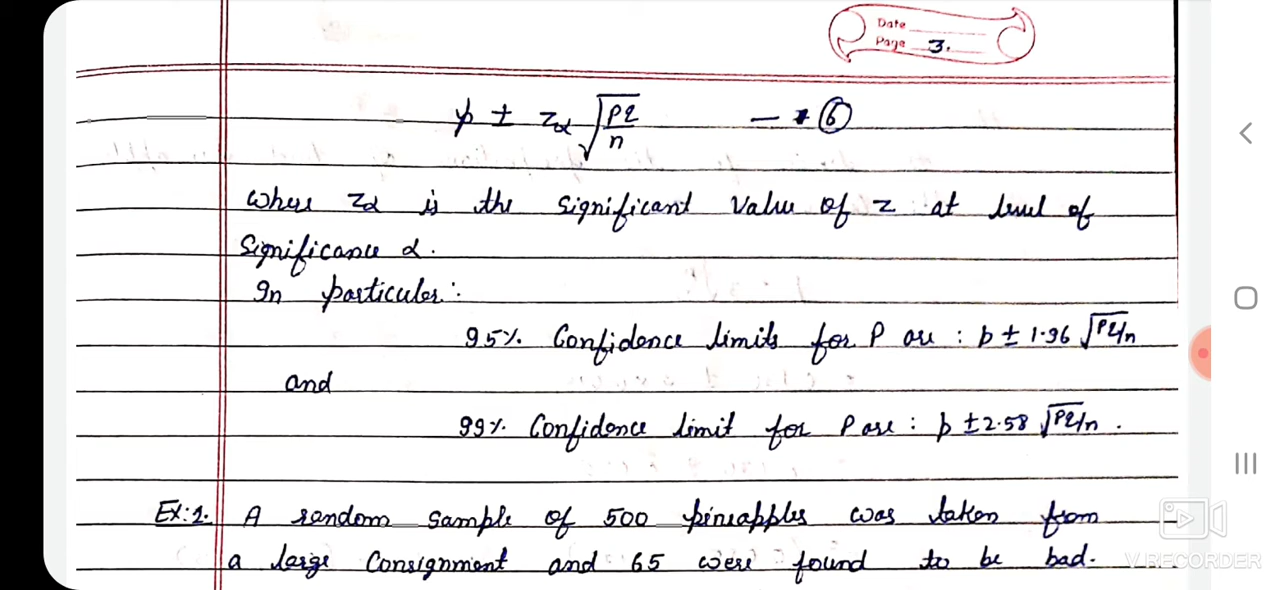 Date
Page 3.
p ± zα √(pq/n) — • ⑥
where zα is the significant value of z at level of
significance α.
In particular:
95% Confidence limits for P are : p ± 1.96 √pq/n
and
99% Confidence limit for P are : p ± 2.58 √pq/n .
Ex:1. A random sample of 500 pineapples was taken from
a large Consignment and 65 were found to be bad.
V RECORDER